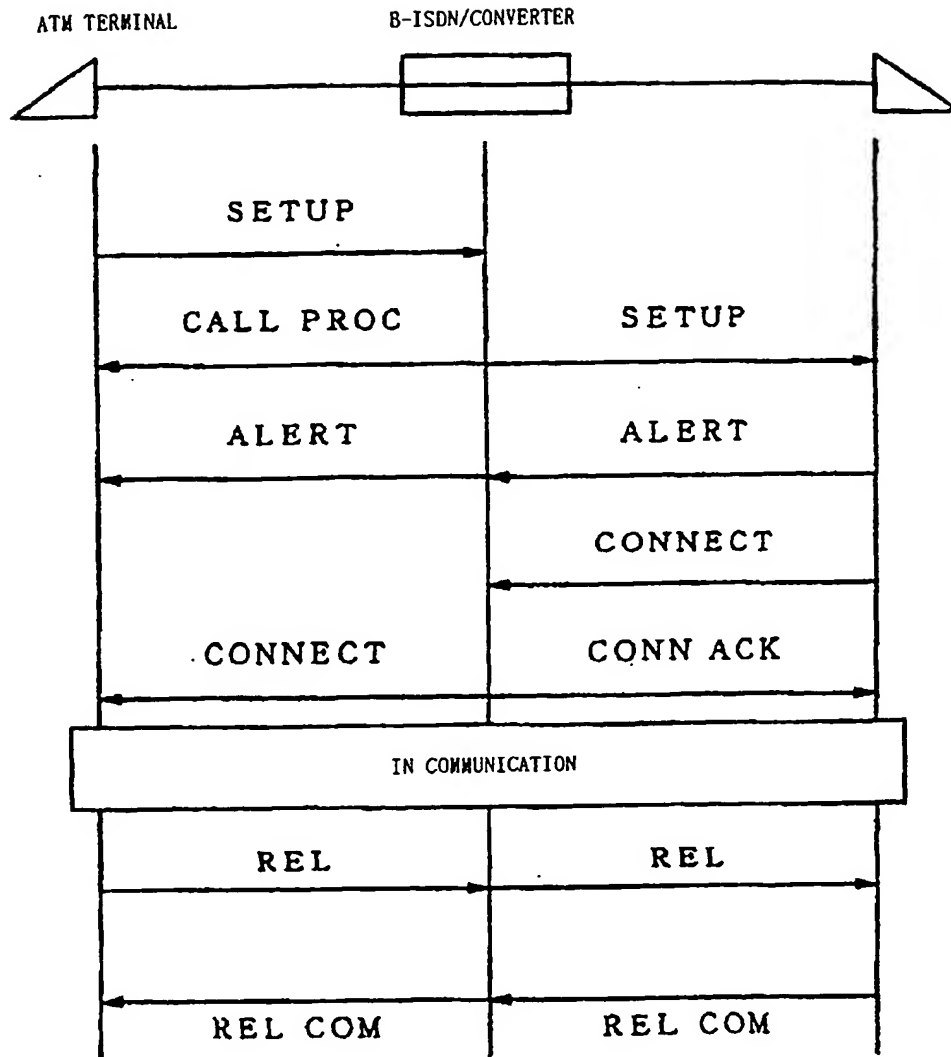 ATM TERMINAL
B-ISDN/CONVERTER
SETUP
CALL PROC
SETUP
ALERT
ALERT
CONNECT
CONNECT
CONN ACK
IN COMMUNICATION
REL
REL
REL COM
REL COM